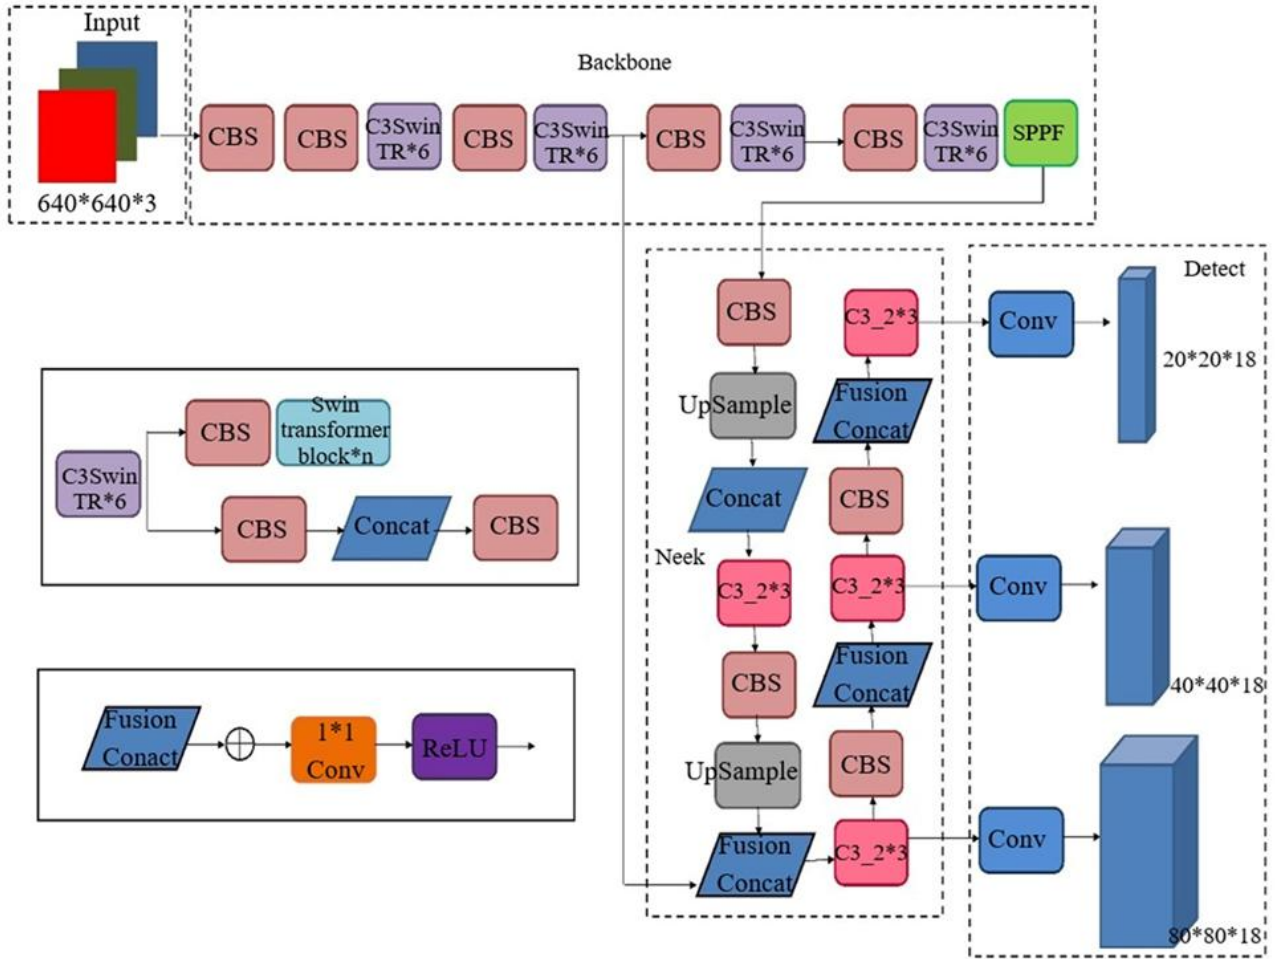 Input
640*640*3
Backbone
CBS
CBS
C3Swin
TR*6
CBS
C3Swin
TR*6
CBS
C3Swin
TR*6
CBS
C3Swin
TR*6
SPPF
CBS
UpSample
Concat
Neek
C3_2*3
CBS
UpSample
Fusion
Concat
C3_2*3
Fusion
Concat
CBS
C3_2*3
Fusion
Concat
CBS
C3_2*3
Detect
Conv
20*20*18
Conv
40*40*18
Conv
80*80*18
C3Swin
TR*6
CBS
Swin
transformer
block*n
CBS
Concat
CBS
Fusion
Conact
1*1
Conv
ReLU